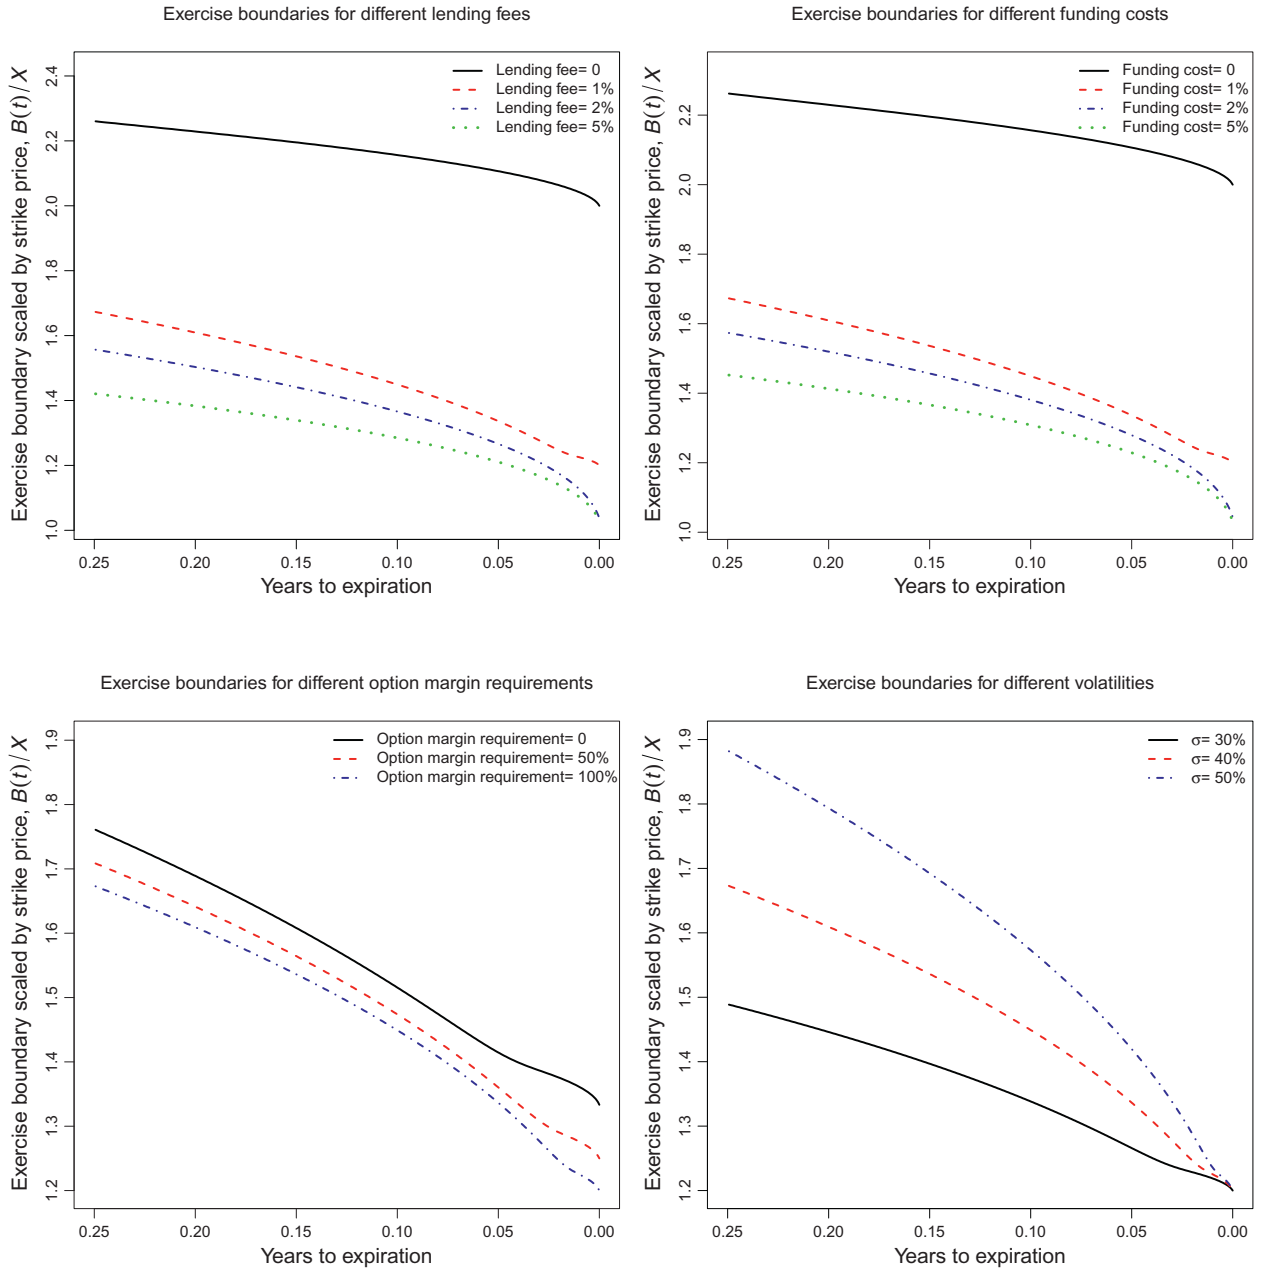 Exercise boundaries for different lending fees
Exercise boundary scaled by strike price, B(t)/X
2.4
2.2
2.0
1.8
1.6
1.4
1.2
1.0
Lending fee= 0
Lending fee= 1%
Lending fee= 2%
Lending fee= 5%
0.25 0.20 0.15 0.10 0.05 0.00
Years to expiration
Exercise boundaries for different funding costs
Exercise boundary scaled by strike price, B(t)/X
2.2
2.0
1.8
1.6
1.4
1.2
1.0
Funding cost= 0
Funding cost= 1%
Funding cost= 2%
Funding cost= 5%
0.25 0.20 0.15 0.10 0.05 0.00
Years to expiration
Exercise boundaries for different option margin requirements
Exercise boundary scaled by strike price, B(t)/X
1.9
1.8
1.7
1.6
1.5
1.4
1.3
1.2
Option margin requirement= 0
Option margin requirement= 50%
Option margin requirement= 100%
0.25 0.20 0.15 0.10 0.05 0.00
Years to expiration
Exercise boundaries for different volatilities
Exercise boundary scaled by strike price, B(t)/X
1.9
1.8
1.7
1.6
1.5
1.4
1.3
1.2
σ= 30%
σ= 40%
σ= 50%
0.25 0.20 0.15 0.10 0.05 0.00
Years to expiration